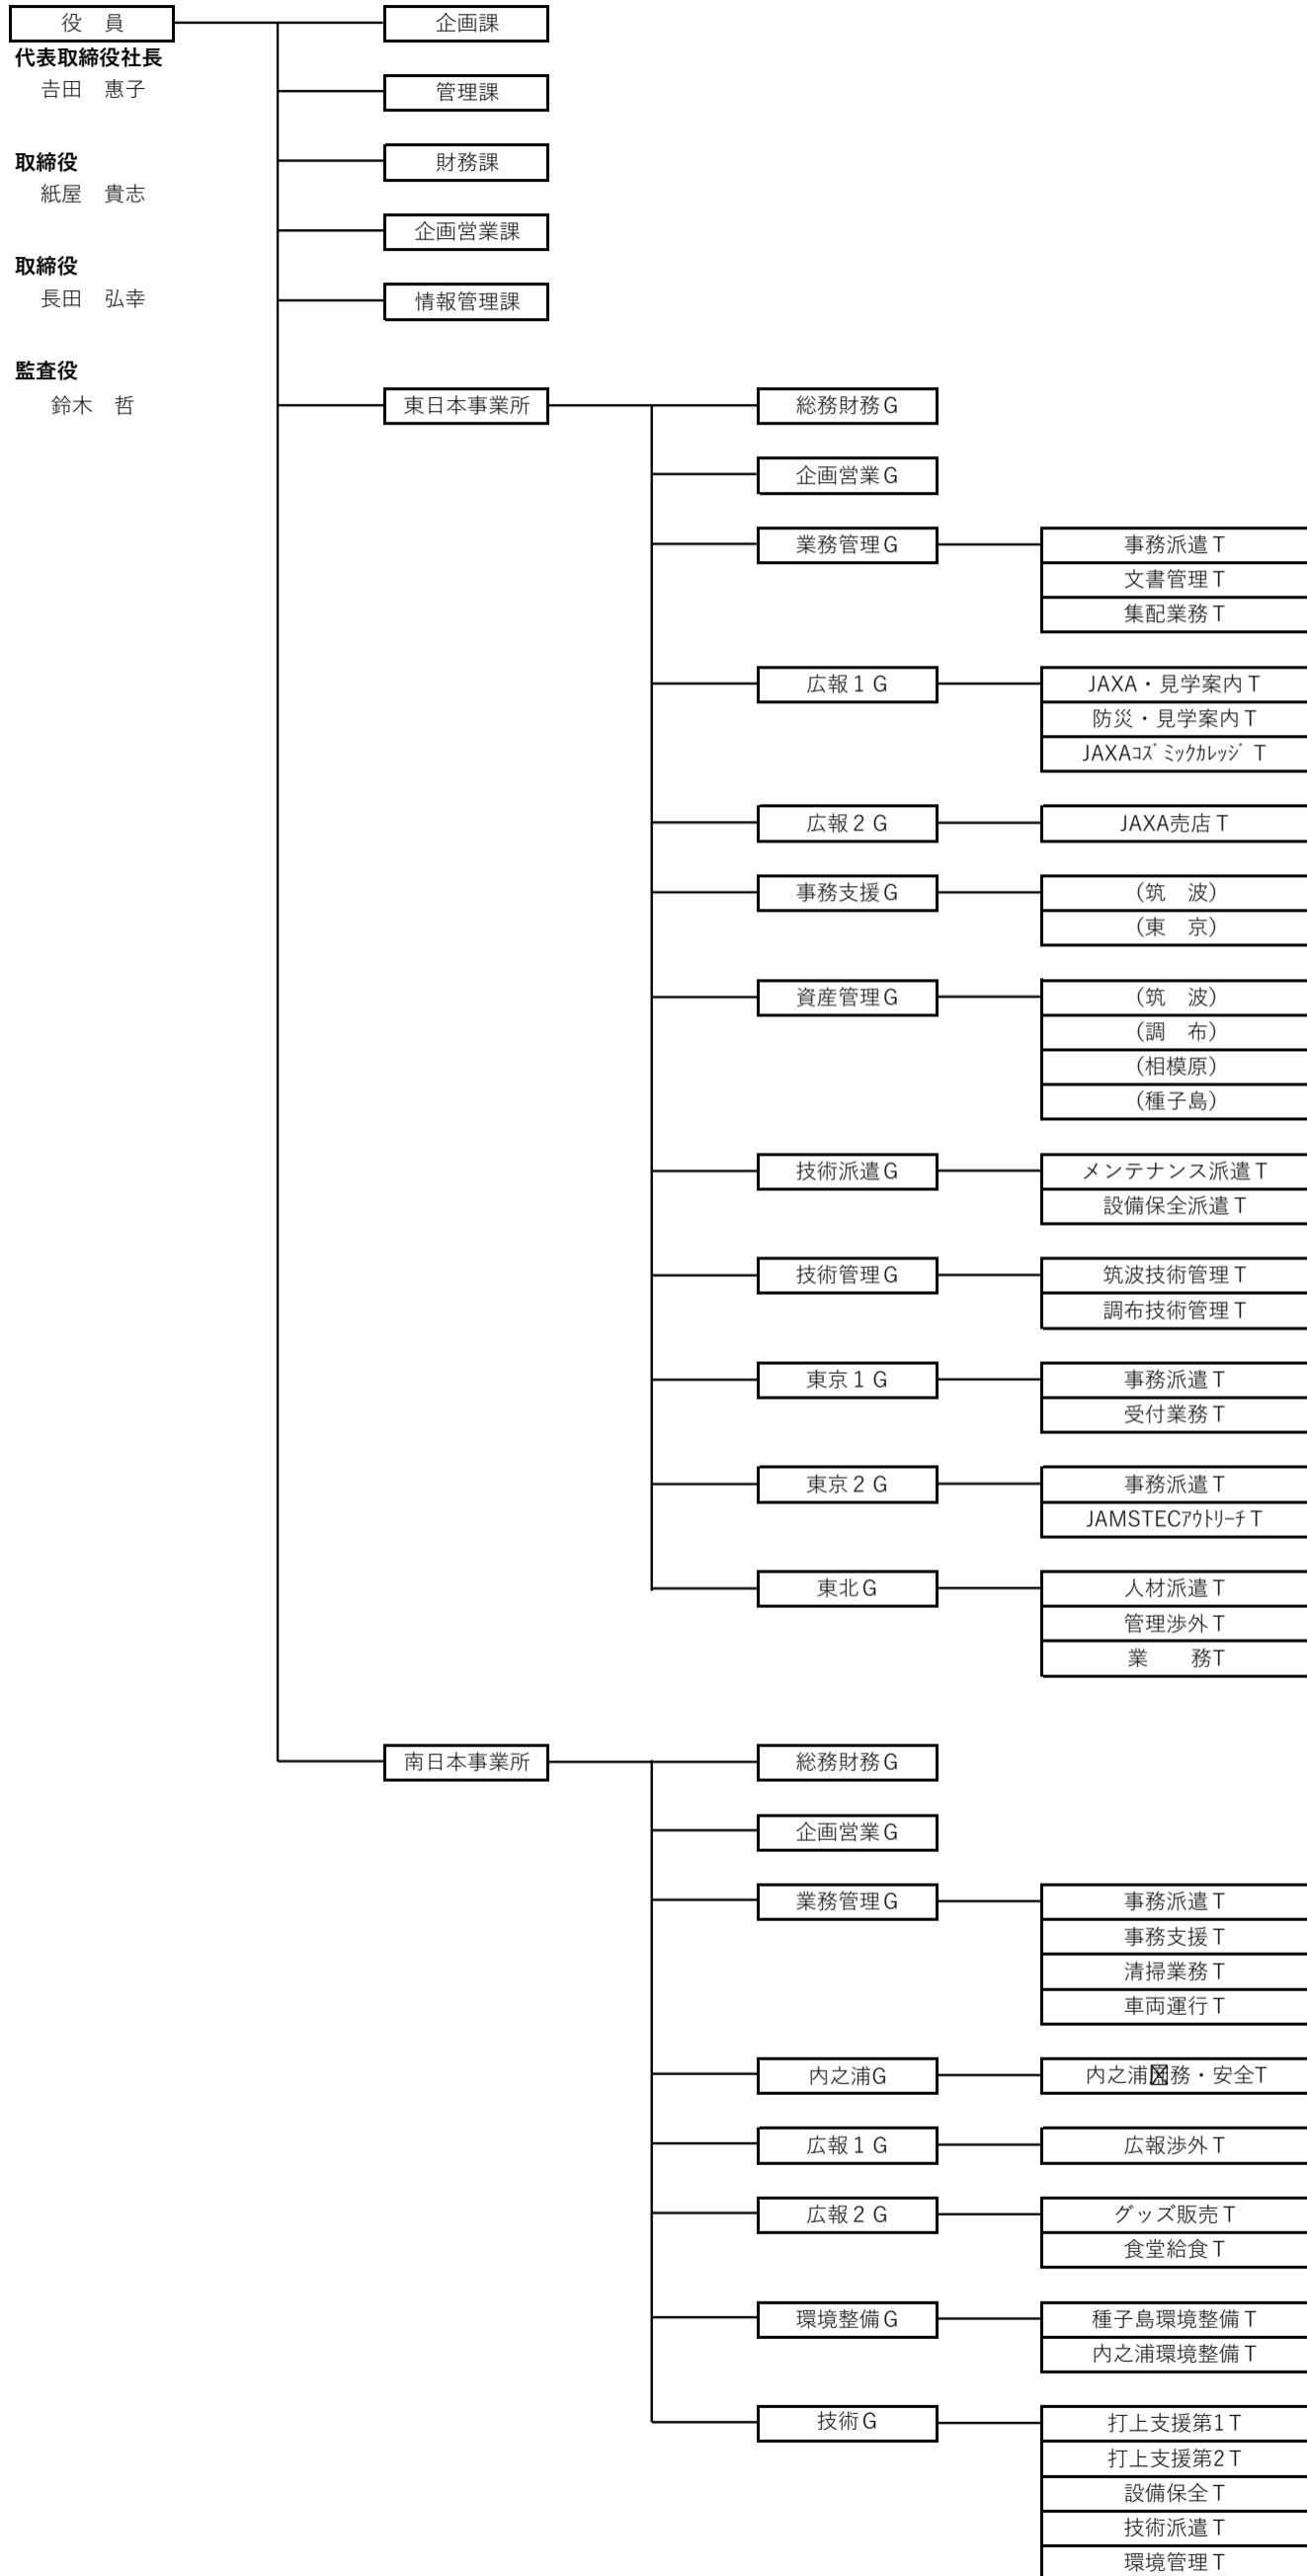 役　員
代表取締役社長
吉田　惠子
取締役
紙屋　貴志
取締役
長田　弘幸
監査役
鈴木　哲
企画課
管理課
財務課
企画営業課
情報管理課
東日本事業所
総務財務Ｇ
企画営業Ｇ
業務管理Ｇ
事務派遣Ｔ
文書管理Ｔ
集配業務Ｔ
広報１Ｇ
JAXA・見学案内Ｔ
防災・見学案内Ｔ
JAXAｺｽﾞﾐｯｸｶﾚｯｼﾞＴ
広報２Ｇ
JAXA売店Ｔ
事務支援Ｇ
（筑　波）
（東　京）
資産管理Ｇ
（筑　波）
（調　布）
（相模原）
（種子島）
技術派遣Ｇ
メンテナンス派遣Ｔ
設備保全派遣Ｔ
技術管理Ｇ
筑波技術管理Ｔ
調布技術管理Ｔ
東京１Ｇ
事務派遣Ｔ
受付業務Ｔ
東京２Ｇ
事務派遣Ｔ
JAMSTECｱｳﾄﾘｰﾁＴ
東北Ｇ
人材派遣Ｔ
管理渉外Ｔ
業　　務T
南日本事業所
総務財務Ｇ
企画営業Ｇ
業務管理Ｇ
事務派遣Ｔ
事務支援Ｔ
清掃業務Ｔ
車両運行Ｔ
内之浦G
内之浦務・安全T
広報１Ｇ
広報渉外Ｔ
広報２Ｇ
グッズ販売Ｔ
食堂給食Ｔ
環境整備Ｇ
種子島環境整備Ｔ
内之浦環境整備Ｔ
技術Ｇ
打上支援第1Ｔ
打上支援第2Ｔ
設備保全Ｔ
技術派遣Ｔ
環境管理Ｔ